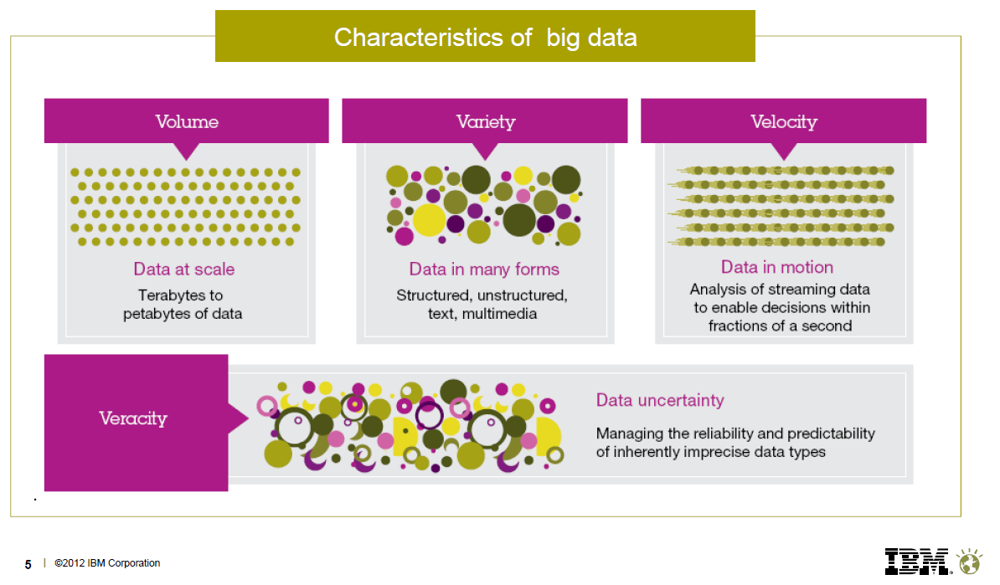 Characteristics of  big data
Volume
Variety
Velocity
Data at scale
Terabytes to
petabytes of data
Data in many forms
Structured, unstructured,
text, multimedia
Data in motion
Analysis of streaming data
to enable decisions within
fractions of a second
Veracity
Data uncertainty
Managing the reliability and predictability
of inherently imprecise data types
.
5 | ©2012 IBM Corporation
IBM®